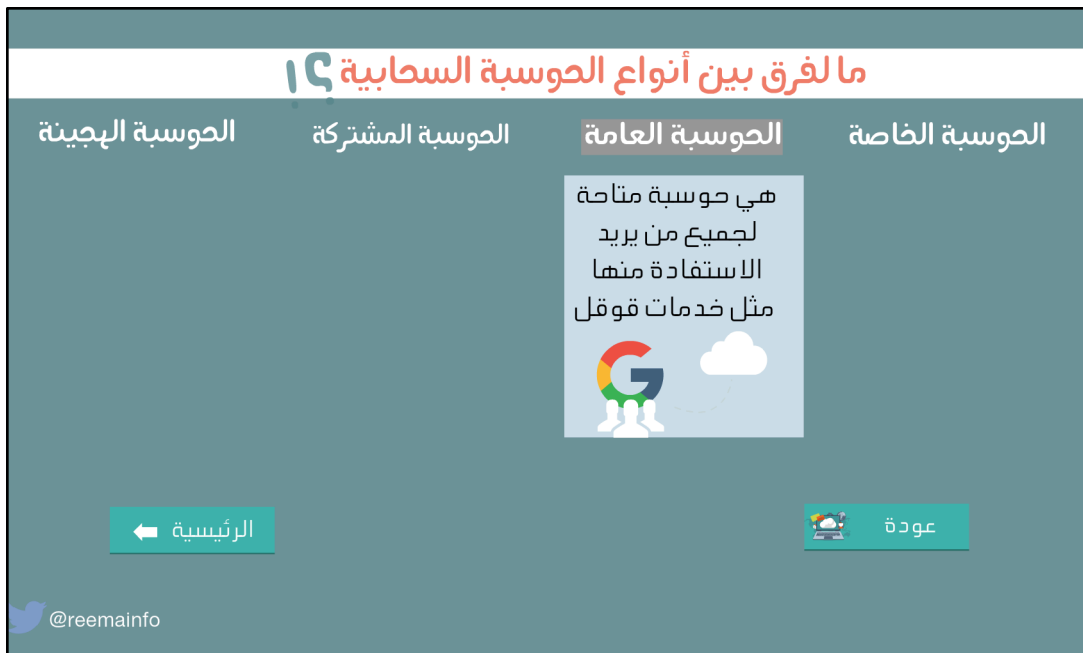 ما لفرق بين أنواع الحوسبة السحابية ؟!
الحوسبة الخاصة
الحوسبة العامة
الحوسبة المشتركة
الحوسبة الهجينة
هي حوسبة متاحة
لجميع من يريد
الاستفادة منها
مثل خدمات قوقل
عودة
الرئيسية
@reemainfo